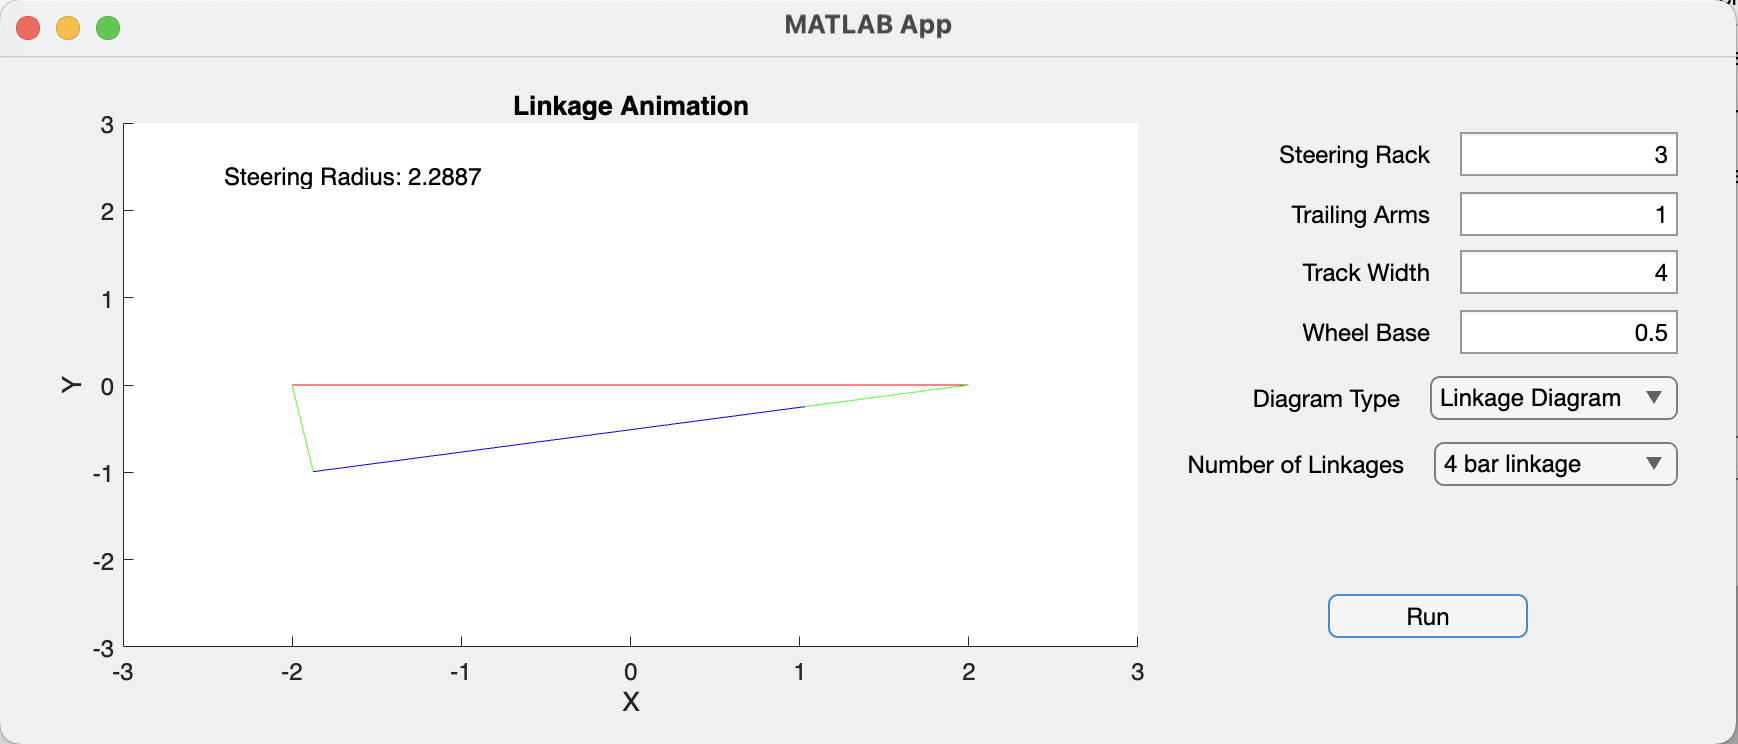 MATLAB App
Linkage Animation
Steering Radius: 2.2887
3
2
1
0
-1
-2
-3
Y
-3
-2
-1
0
1
2
3
X
Steering Rack 3
Trailing Arms 1
Track Width 4
Wheel Base 0.5
Diagram Type Linkage Diagram
Number of Linkages 4 bar linkage
Run